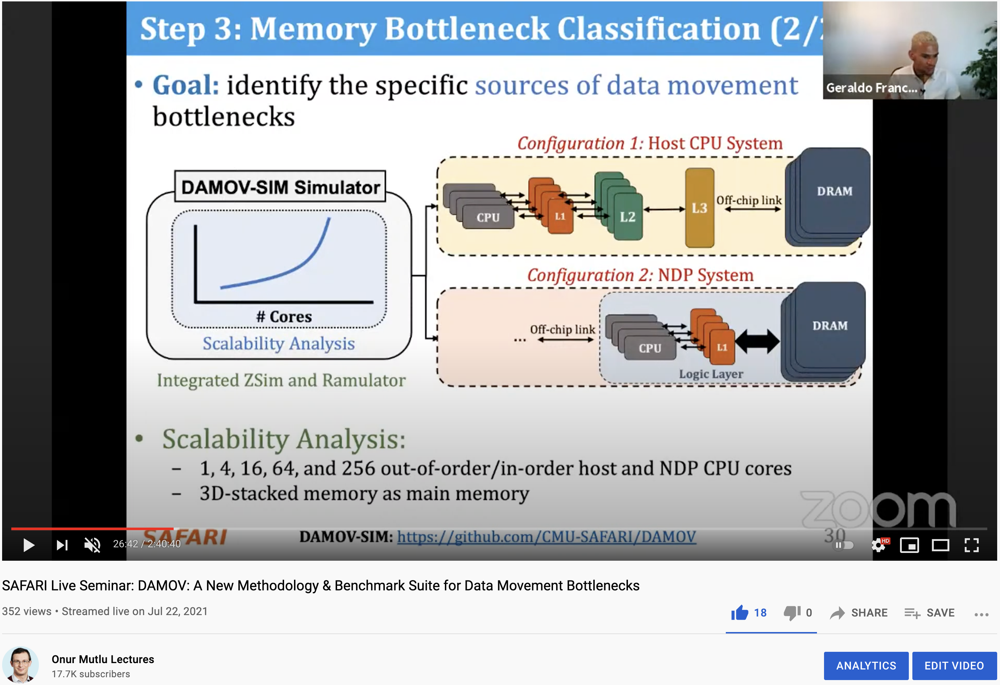 Step 3: Memory Bottleneck Classification (2/
Geraldo Franc...
• Goal: identify the specific sources of data movement
bottlenecks
Configuration 1: Host CPU System
DAMOV-SIM Simulator
CPU
L1
L2
L3
Off-chip link
DRAM
# Cores
Scalability Analysis
Integrated ZSim and Ramulator
Configuration 2: NDP System
... Off-chip link
CPU
L1
DRAM
Logic Layer
• Scalability Analysis:
– 1, 4, 16, 64, and 256 out-of-order/in-order host and NDP CPU cores
– 3D-stacked memory as main memory
zoom
SAFARI
DAMOV-SIM: https://github.com/CMU-SAFARI/DAMOV
30
26:42 / 2:40:40
HD
SAFARI Live Seminar: DAMOV: A New Methodology & Benchmark Suite for Data Movement Bottlenecks
352 views • Streamed live on Jul 22, 2021
18
0
SHARE
SAVE
...
Onur Mutlu Lectures
17.7K subscribers
ANALYTICS
EDIT VIDEO